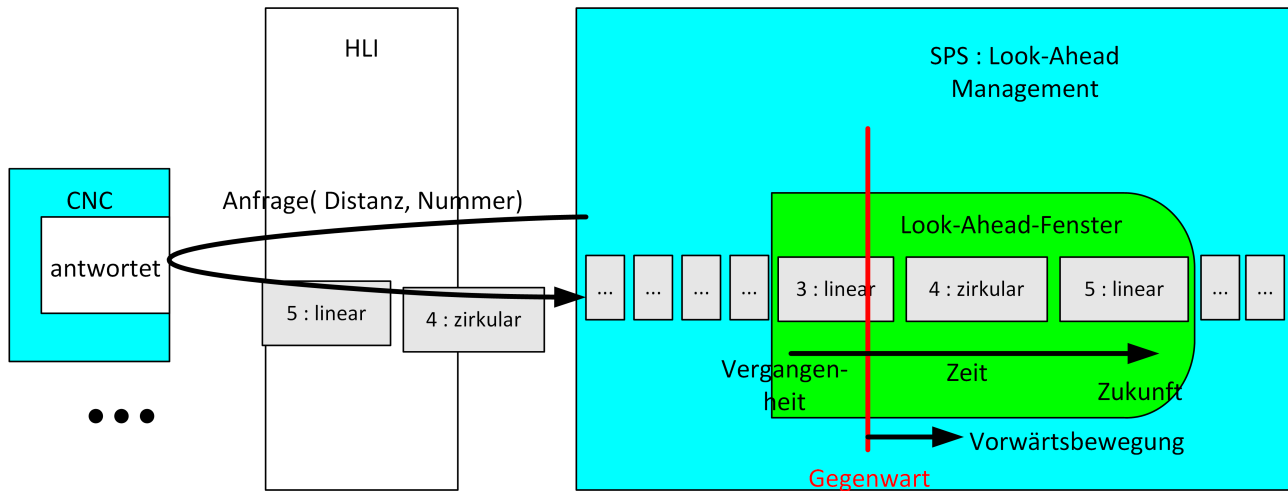 HLI
SPS : Look-Ahead
Management
CNC
antwortet
Anfrage( Distanz, Nummer)
5 : linear
4 : zirkular
Look-Ahead-Fenster
...
...
...
...
3 : linear
4 : zirkular
5 : linear
...
...
Vergangen-
heit
Zeit
Zukunft
Vorwärtsbewegung
Gegenwart